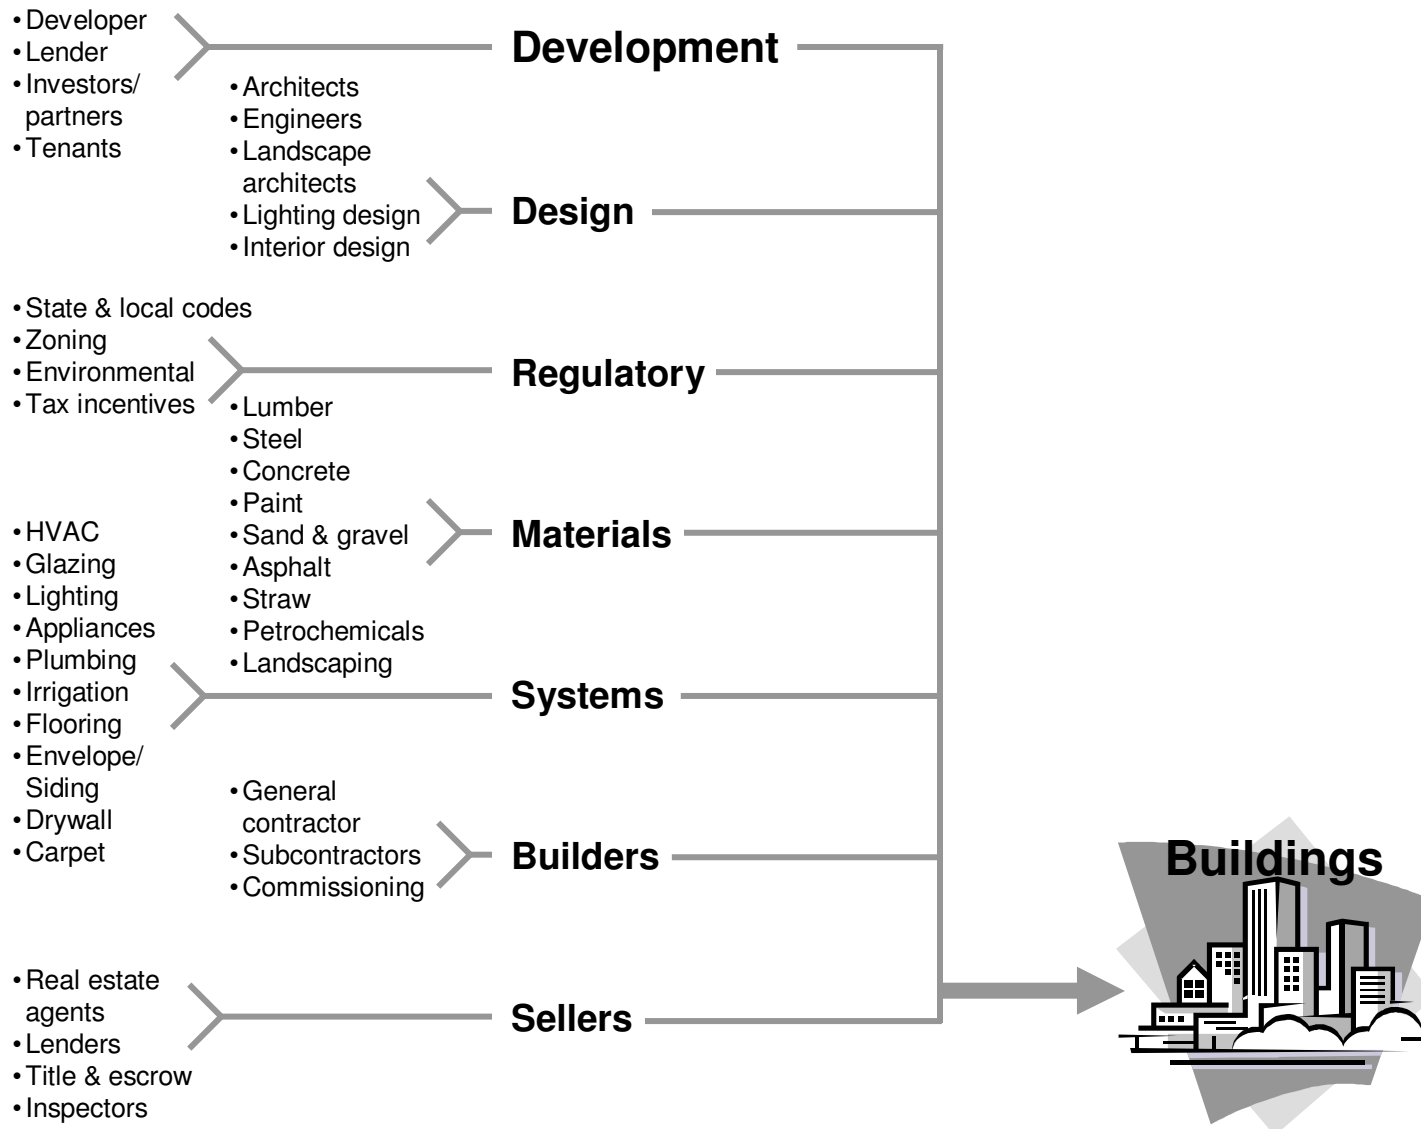 • Developer
• Lender
• Investors/
partners
• Tenants
Development
• Architects
• Engineers
• Landscape
architects
• Lighting design
• Interior design
Design
• State & local codes
• Zoning
• Environmental
• Tax incentives
Regulatory
• Lumber
• Steel
• Concrete
• Paint
• Sand & gravel
• Asphalt
• Straw
• Petrochemicals
• Landscaping
Materials
• HVAC
• Glazing
• Lighting
• Appliances
• Plumbing
• Irrigation
• Flooring
• Envelope/
Siding
• Drywall
• Carpet
Systems
• General
contractor
• Subcontractors
• Commissioning
Builders
• Real estate
agents
• Lenders
• Title & escrow
• Inspectors
Sellers
Buildings